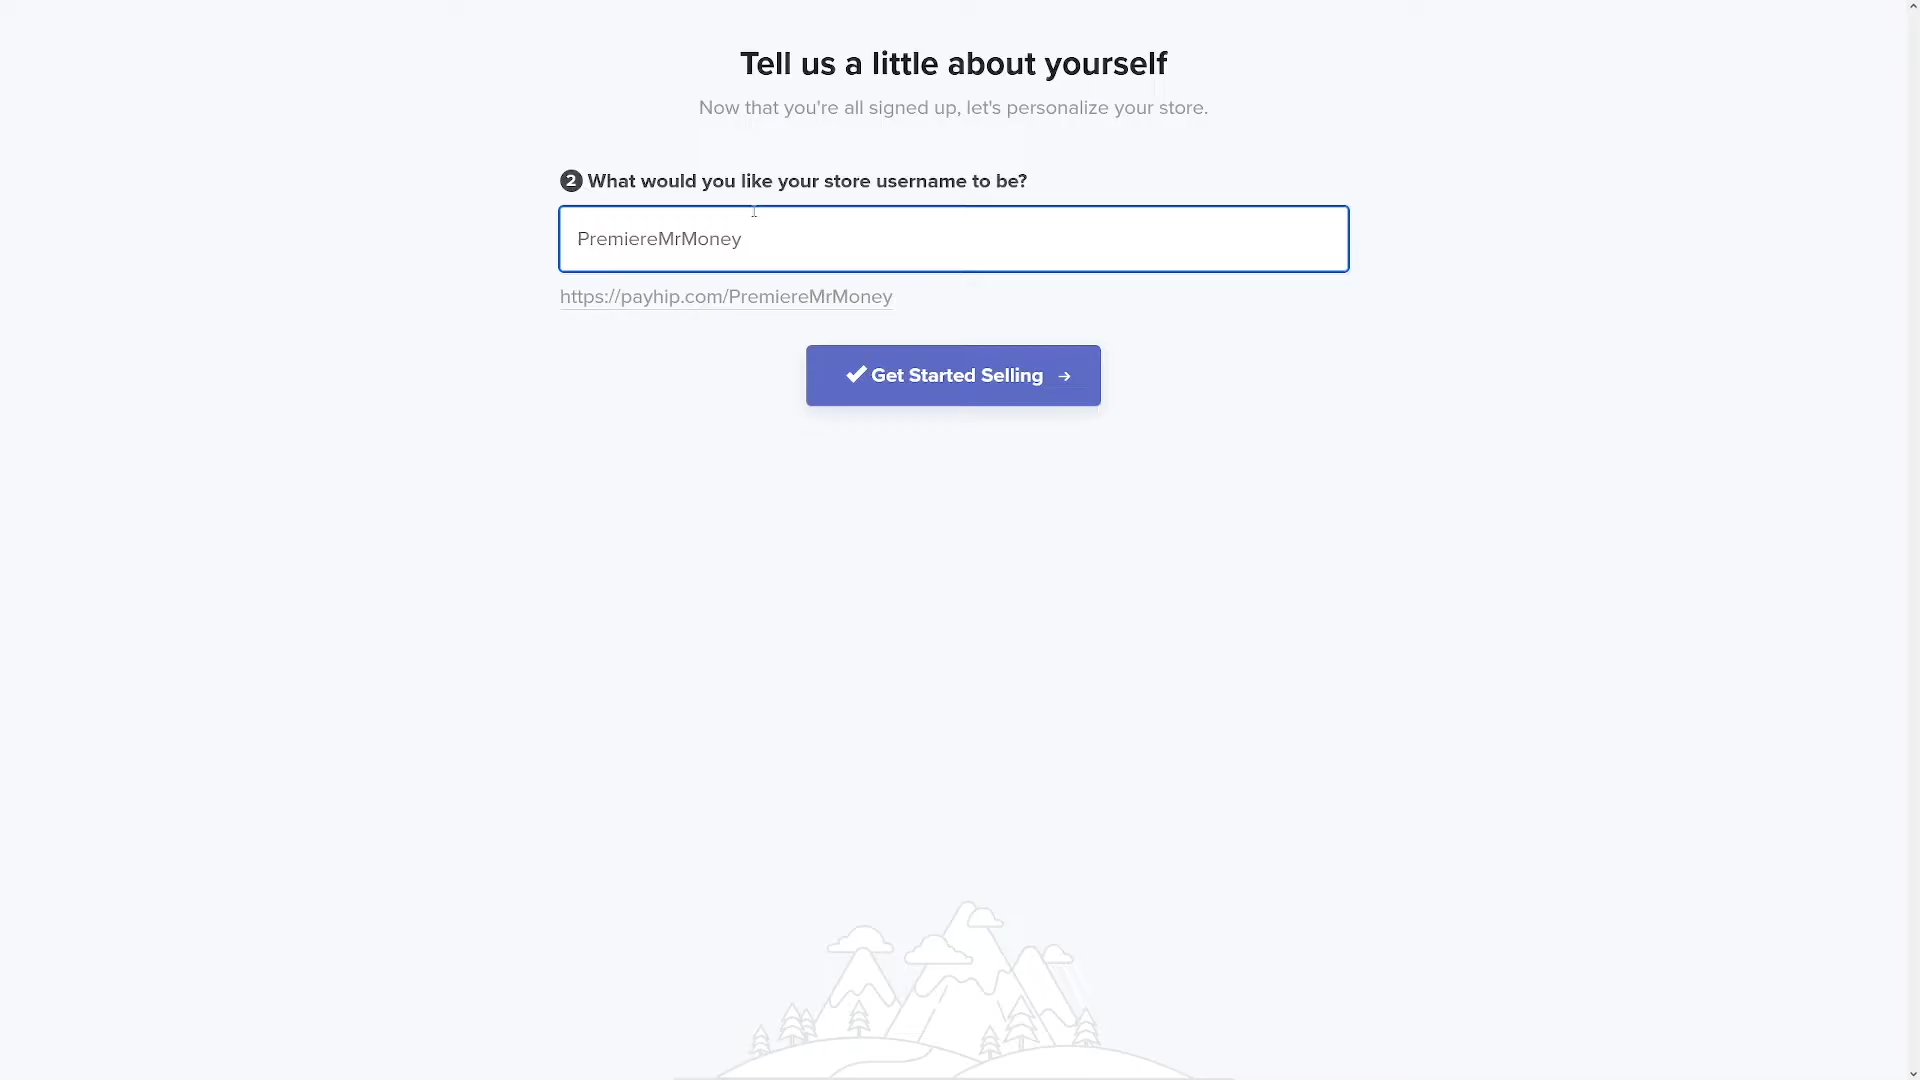 Tell us a little about yourself
Now that you're all signed up, let's personalize your store.
2 What would you like your store username to be?
PremiereMrMoney
https://payhip.com/PremiereMrMoney
Get Started Selling →